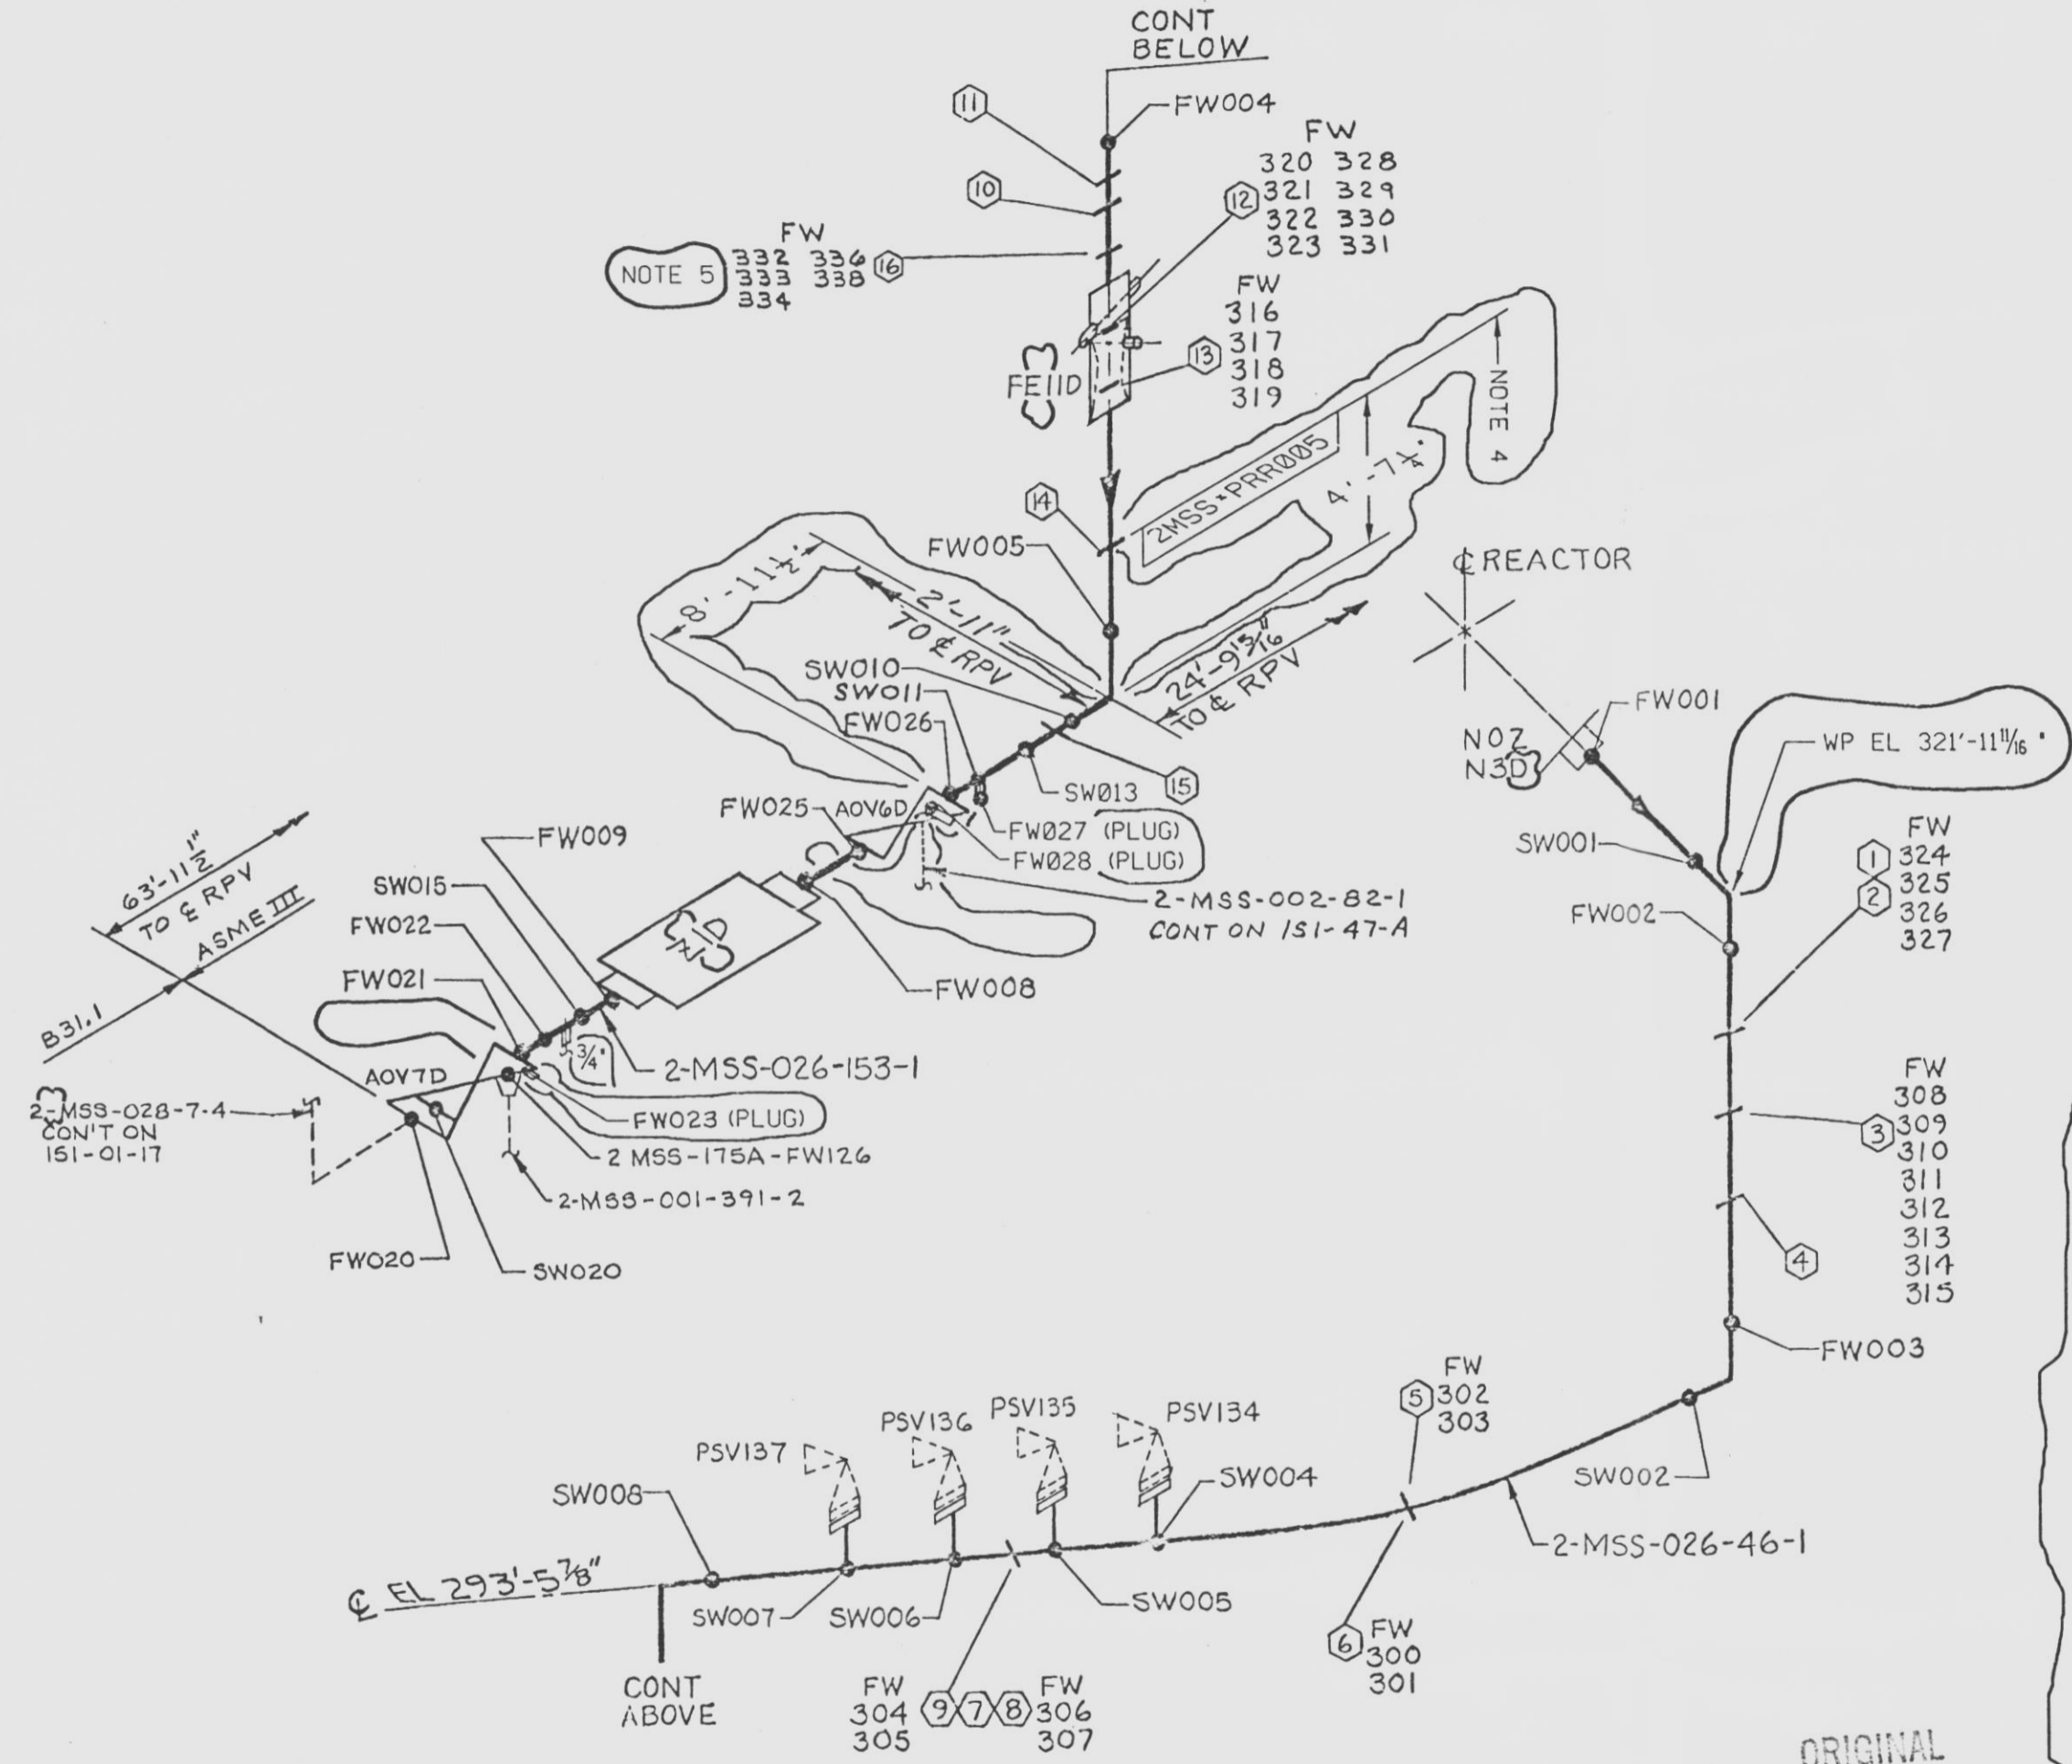 CONT
BELOW
FW004
11
FW
320 328
12 321 329
322 330
323 331
10
FW
NOTE 5 332 336 16
333 338
334
FW
316
317
13 318
319
FE11D
NOTE 4
2MSS*PRR005
4'-7¼"
14
FW005
8'-11½"
2'-11"
TO ℄ RPV
24'-9 15/16"
TO ℄ RPV
℄ REACTOR
SW010
SW011
FW026
SW013
15
FW001
N02
N3D
WP EL 321'-11 11/16"
SW001
FW025
AOV6D
FW027 (PLUG)
FW028 (PLUG)
2-MSS-002-82-1
CONT ON ISI-47-A
FW
1 324
325
2 326
327
FW002
FW009
63'-11½"
TO ℄ RPV
SW015
ASME III
FW022
FW021
B31.1
FW008
3/4"
2-MSS-026-153-1
AOV7D
2-MSS-028-7-4
CON'T ON
ISI-01-17
FW023 (PLUG)
2 MSS-175A-FW126
2-MSS-001-391-2
FW020
SW020
FW
308
3 309
310
311
312
313
314
315
4
FW003
FW
5 302
303
PSV137
PSV136
PSV135
PSV134
SW008
SW004
SW002
2-MSS-026-46-1
℄ EL 293'-5⅞"
SW007
SW006
SW005
6 FW
300
301
CONT
ABOVE
FW
304
305
9 7 8
FW
306
307
ORIGINAL